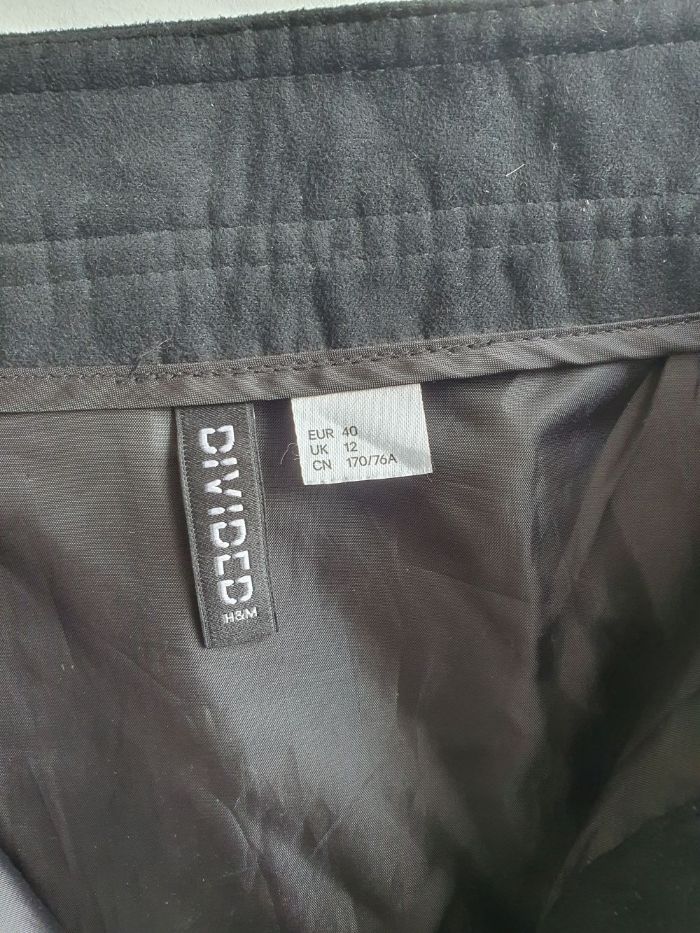 DIVIDED
H&M
EUR 40
UK 12
CN 170/76A